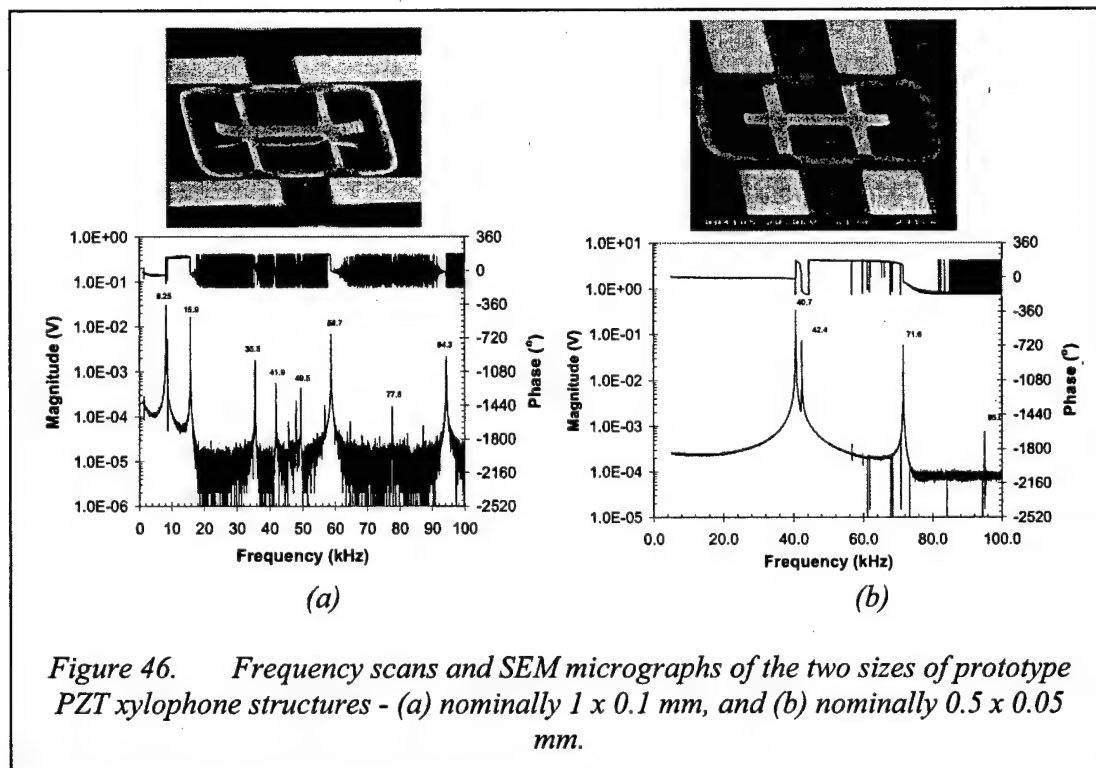 1.0E+00
1.0E-01
1.0E-02
1.0E-03
1.0E-04
1.0E-05
1.0E-06
Magnitude (V)
8.25
15.9
35.5
41.9
49.5
58.7
77.8
94.3
360
0
-360
-720
-1080
-1440
-1800
-2160
-2520
Phase (°)
0 10 20 30 40 50 60 70 80 90 100
Frequency (kHz)
(a)
1.0E+01
1.0E+00
1.0E-01
1.0E-02
1.0E-03
1.0E-04
1.0E-05
Magnitude (V)
40.7
42.4
71.6
360
0
-360
-720
-1080
-1440
-1800
-2160
-2520
Phase (°)
0.0 20.0 40.0 60.0 80.0 100.0
Frequency (kHz)
(b)
Figure 46. Frequency scans and SEM micrographs of the two sizes of prototype
PZT xylophone structures - (a) nominally 1 x 0.1 mm, and (b) nominally 0.5 x 0.05
mm.